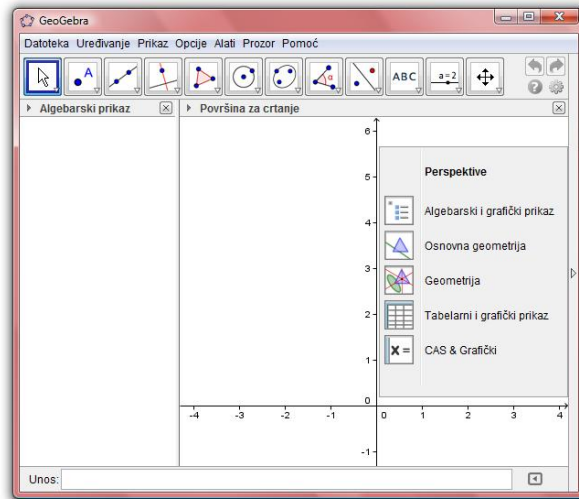 GeoGebra
Datoteka Uređivanje Prikaz Opcije Alati Prozor Pomoć
A α ABC a=2
Algebarski prikaz
Površina za crtanje
6
5
4
3
2
1
0
-4 -3 -2 -1 0 1 2 3 4
-1
Perspektive
Algebarski i grafički prikaz
Osnovna geometrija
Geometrija
Tabelarni i grafički prikaz
X = CAS & Grafički
Unos: